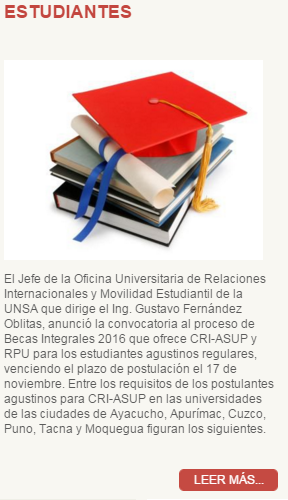 ESTUDIANTES
El Jefe de la Oficina Universitaria de Relaciones
Internacionales y Movilidad Estudiantil de la
UNSA que dirige el Ing. Gustavo Fernández
Oblitas, anunció la convocatoria al proceso de
Becas Integrales 2016 que ofrece CRI-ASUP y
RPU para los estudiantes agustinos regulares,
venciendo el plazo de postulación el 17 de
noviembre. Entre los requisitos de los postulantes
agustinos para CRI-ASUP en las universidades
de las ciudades de Ayacucho, Apurímac, Cuzco,
Puno, Tacna y Moquegua figuran los siguientes.
LEER MÁS...